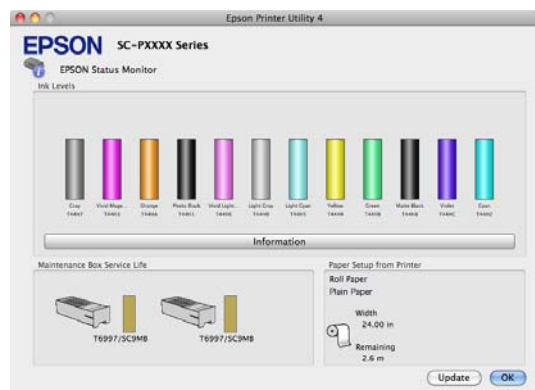 Epson Printer Utility 4
EPSON SC-PXXXX Series
EPSON Status Monitor
Ink Levels
Gray Vivid Mage... Orange Photo Black Vivid Light... Light Gray Light Cyan Yellow Green Matte Black Violet Cyan
Information
Maintenance Box Service Life
T6997/SC9MB T6997/SC9MB
Paper Setup from Printer
Roll Paper
Plain Paper
Width
24.00 in
Remaining
2.6 m
Update OK